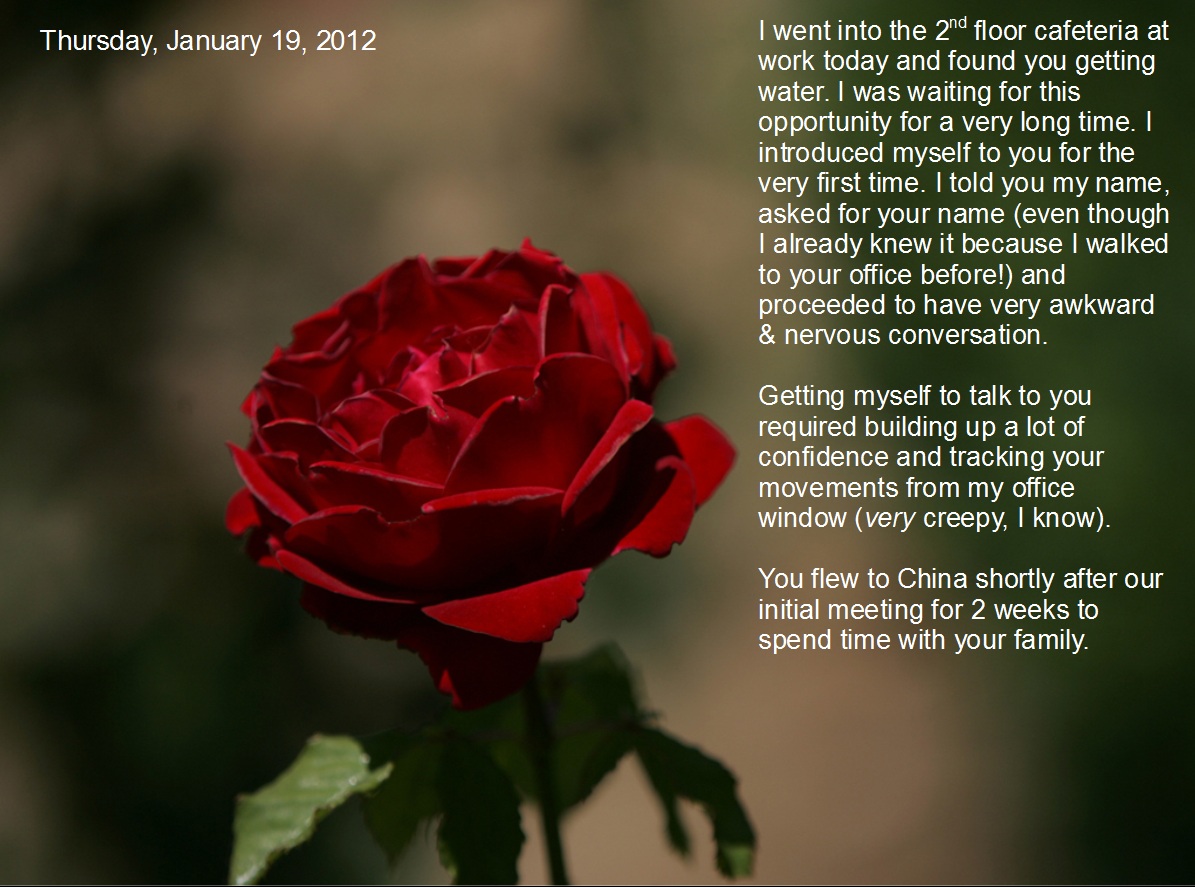 Thursday, January 19, 2012
I went into the 2nd floor cafeteria at
work today and found you getting
water. I was waiting for this
opportunity for a very long time. I
introduced myself to you for the
very first time. I told you my name,
asked for your name (even though
I already knew it because I walked
to your office before!) and
proceeded to have very awkward
& nervous conversation.
Getting myself to talk to you
required building up a lot of
confidence and tracking your
movements from my office
window (very creepy, I know).
You flew to China shortly after our
initial meeting for 2 weeks to
spend time with your family.